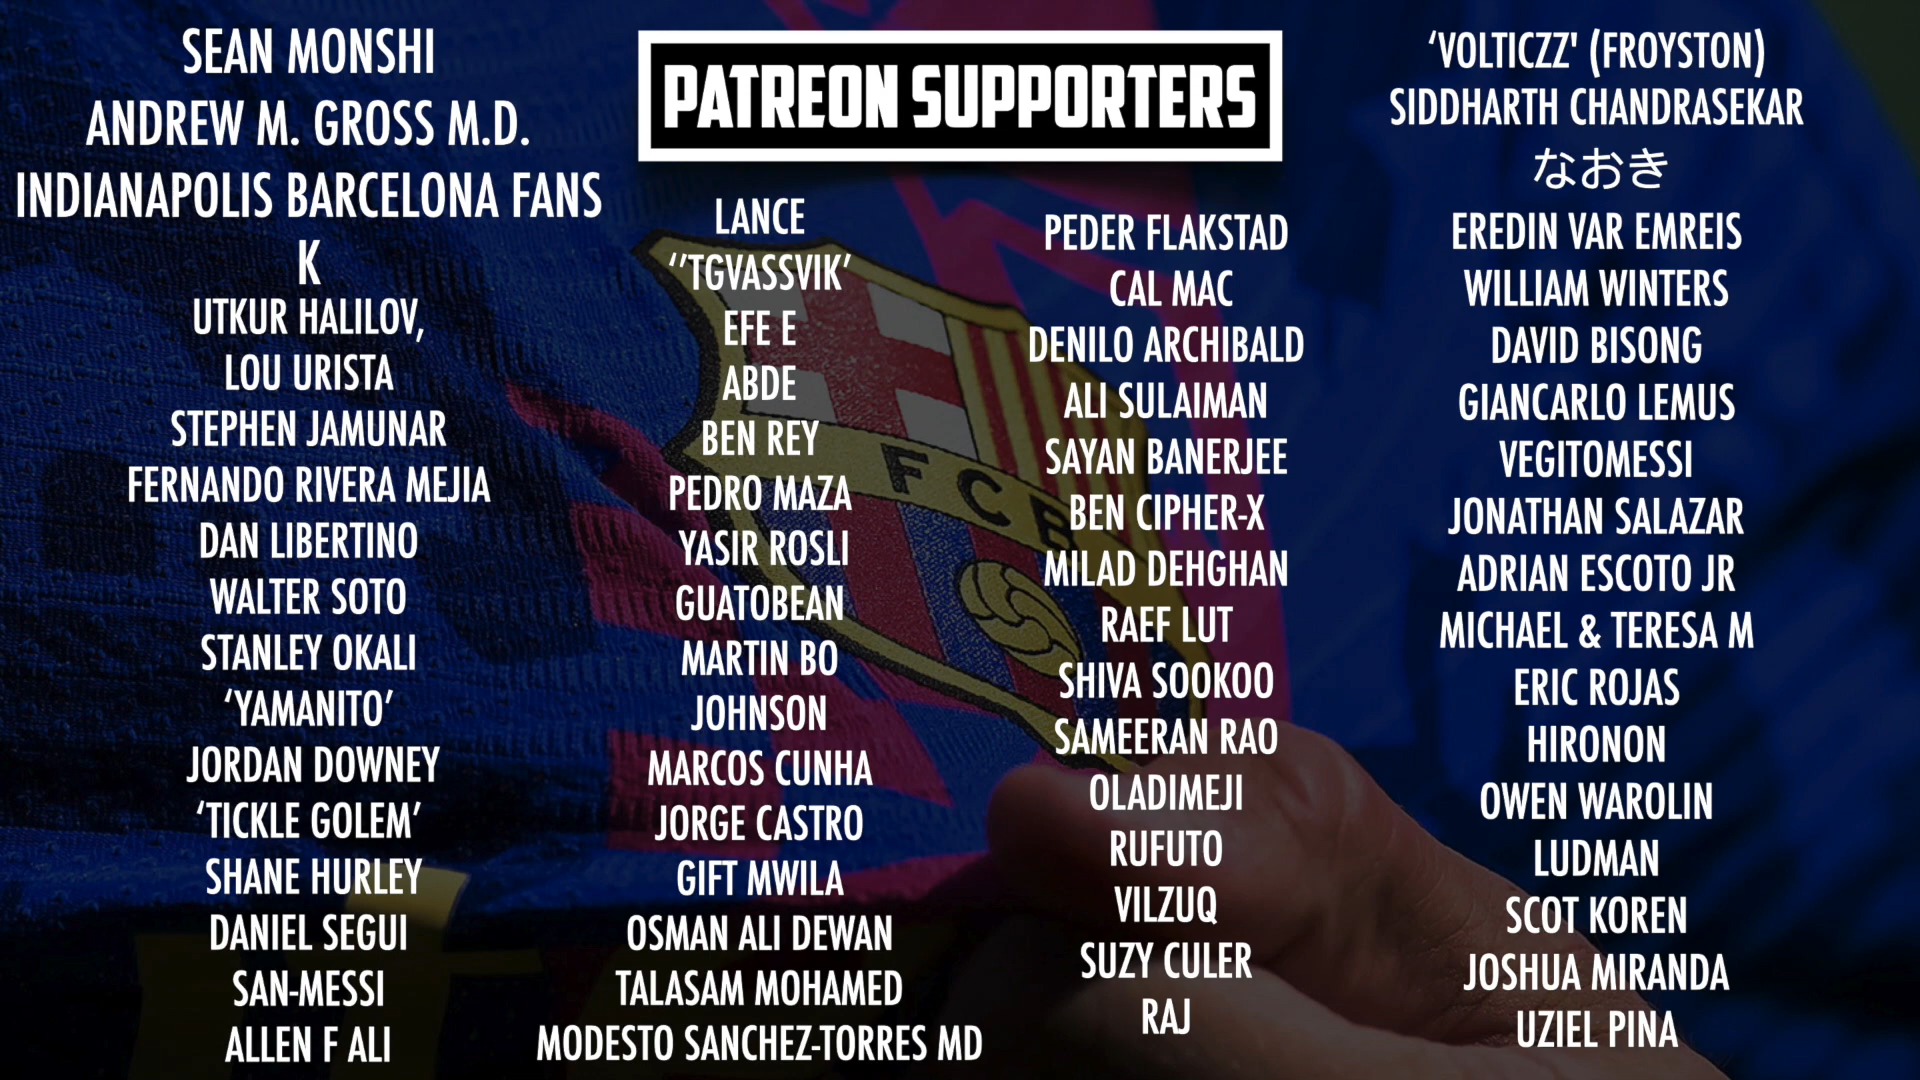 SEAN MONSHI
ANDREW M. GROSS M.D.
INDIANAPOLIS BARCELONA FANS
K
UTKUR HALILOV,
LOU URISTA
STEPHEN JAMUNAR
FERNANDO RIVERA MEJIA
DAN LIBERTINO
WALTER SOTO
STANLEY OKALI
‘YAMANITO’
JORDAN DOWNEY
‘TICKLE GOLEM’
SHANE HURLEY
DANIEL SEGUI
SAN-MESSI
ALLEN F ALI
PATREON SUPPORTERS
LANCE
‘’TGVASSVIK’
EFE E
ABDE
BEN REY
PEDRO MAZA
YASIR ROSLI
GUATOBEAN
MARTIN BO
JOHNSON
MARCOS CUNHA
JORGE CASTRO
GIFT MWILA
OSMAN ALI DEWAN
TALASAM MOHAMED
MODESTO SANCHEZ-TORRES MD
PEDER FLAKSTAD
CAL MAC
DENILO ARCHIBALD
ALI SULAIMAN
SAYAN BANERJEE
BEN CIPHER-X
MILAD DEHGHAN
RAEF LUT
SHIVA SOOKOO
SAMEERAN RAO
OLADIMEJI
RUFUTO
VILZUQ
SUZY CULER
RAJ
‘VOLTICZZ' (FROYSTON)
SIDDHARTH CHANDRASEKAR
なおき
EREDIN VAR EMREIS
WILLIAM WINTERS
DAVID BISONG
GIANCARLO LEMUS
VEGITOMESSI
JONATHAN SALAZAR
ADRIAN ESCOTO JR
MICHAEL & TERESA M
ERIC ROJAS
HIRONON
OWEN WAROLIN
LUDMAN
SCOT KOREN
JOSHUA MIRANDA
UZIEL PINA
FCB